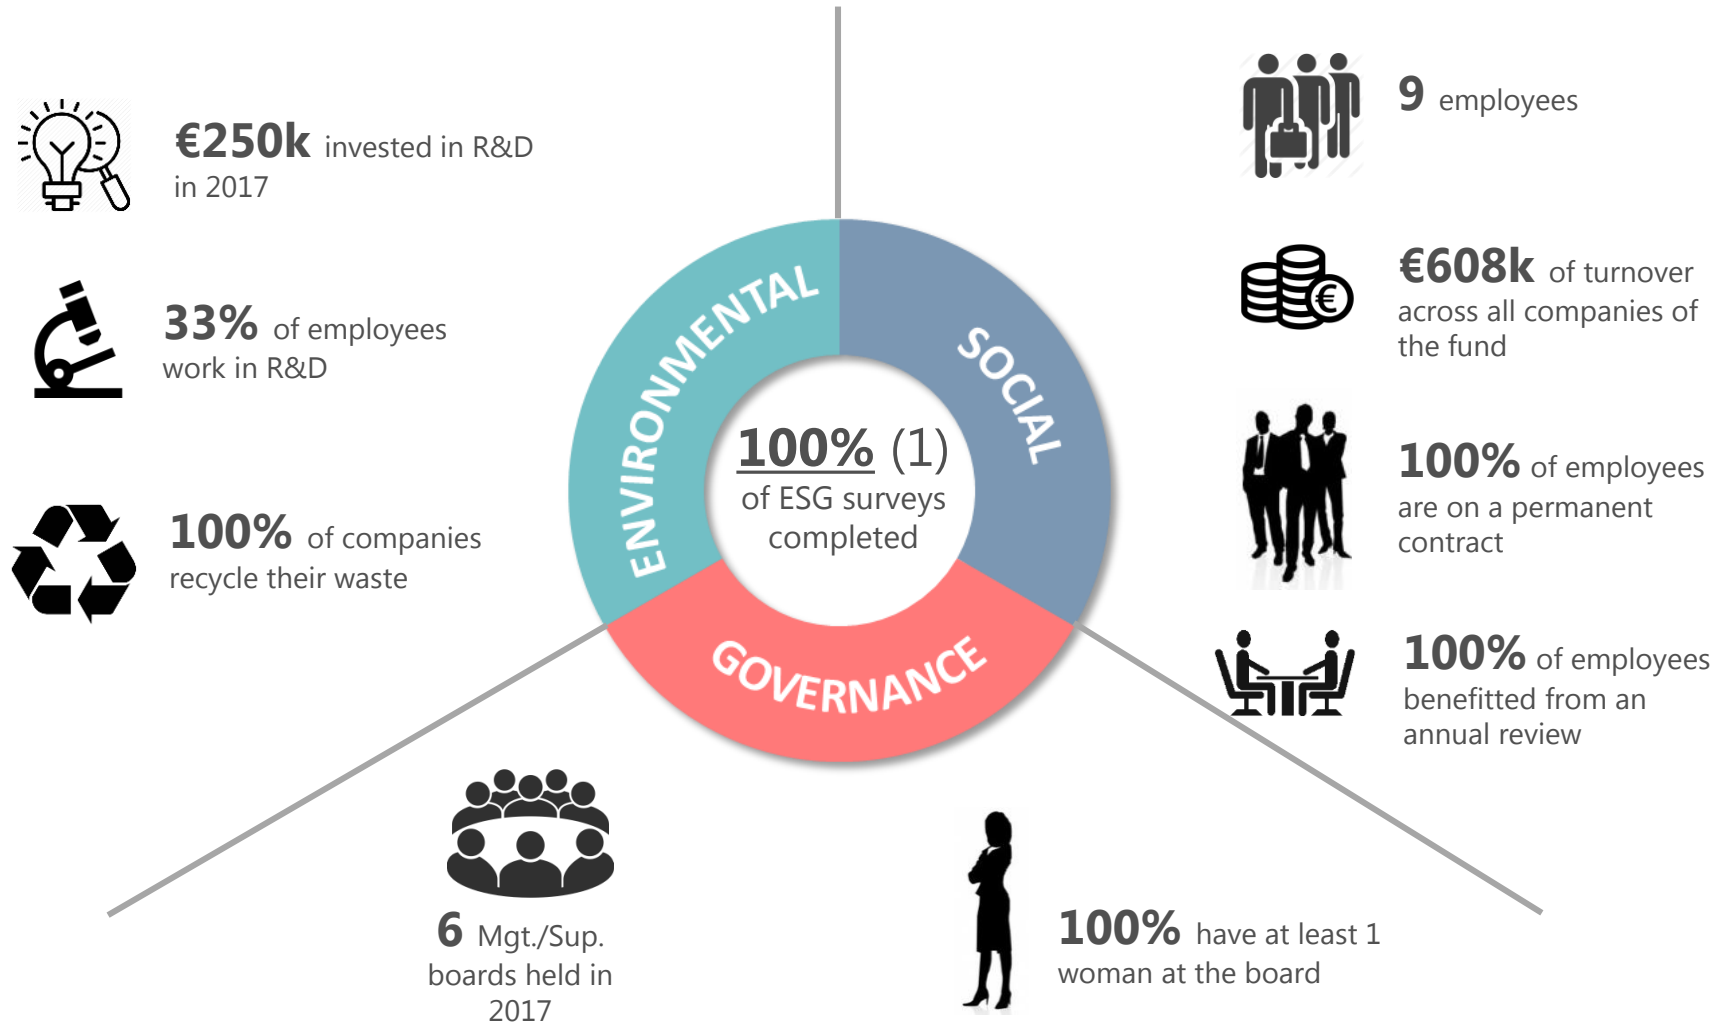 €250k invested in R&D
in 2017
33% of employees
work in R&D
100% of companies
recycle their waste
ENVIRONMENTAL
SOCIAL
GOVERNANCE
100% (1)
of ESG surveys
completed
9 employees
€608k of turnover
across all companies of
the fund
100% of employees
are on a permanent
contract
100% of employees
benefitted from an
annual review
6 Mgt./Sup.
boards held in
2017
100% have at least 1
woman at the board